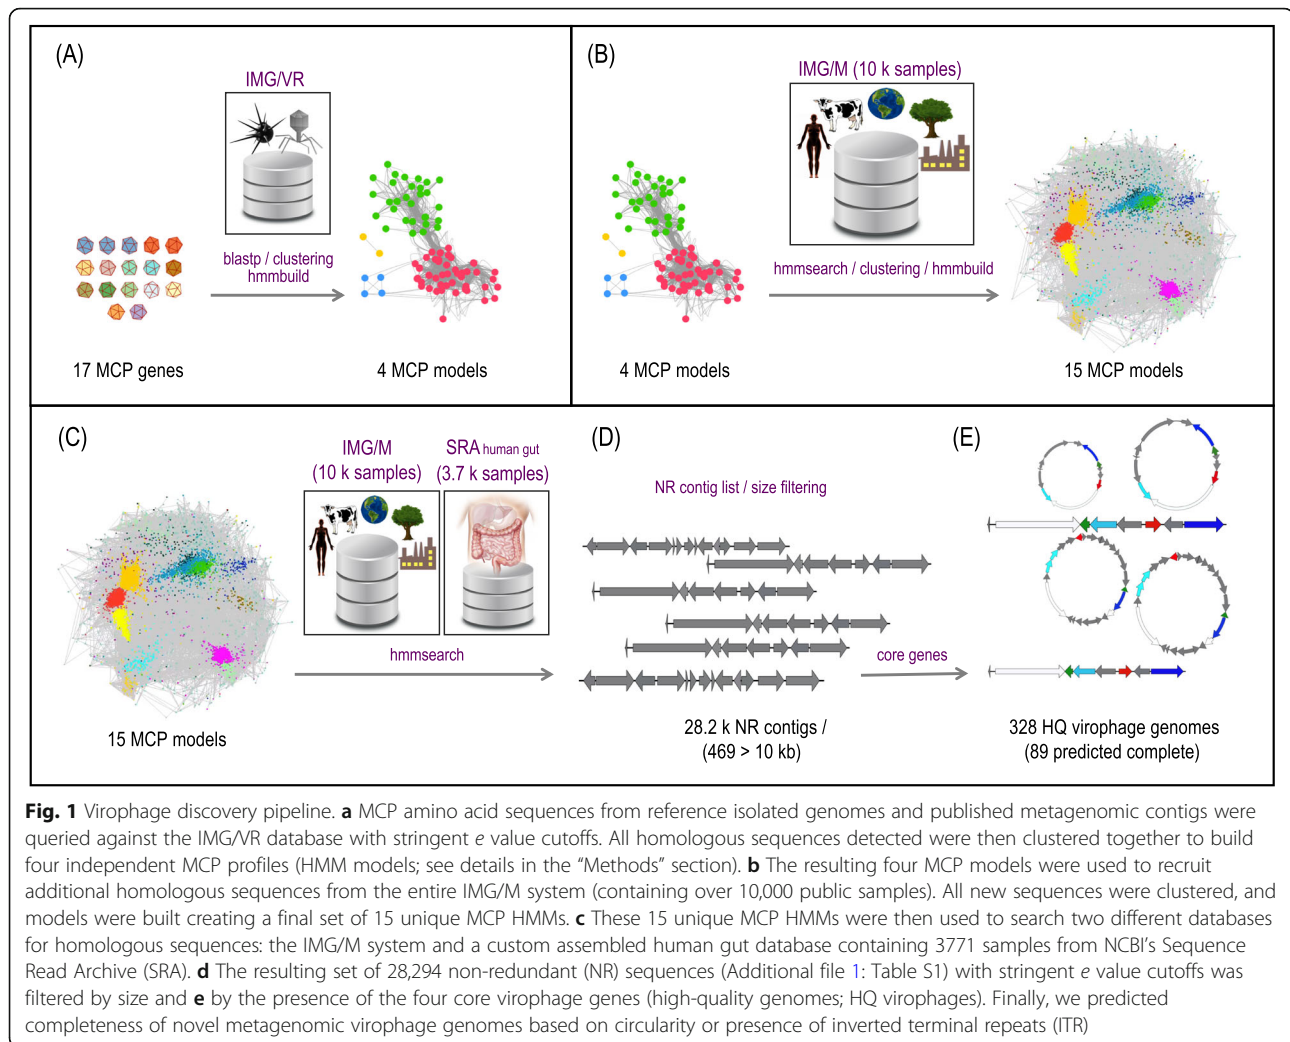 (A)
IMG/VR
blastp / clustering
hmmbuild
17 MCP genes
4 MCP models
(B)
IMG/M (10 k samples)
hmmsearch / clustering / hmmbuild
4 MCP models
15 MCP models
(C)
IMG/M
(10 k samples)
SRA human gut
(3.7 k samples)
hmmsearch
15 MCP models
(D)
NR contig list / size filtering
28.2 k NR contigs /
(469 > 10 kb)
core genes
(E)
328 HQ virophage genomes
(89 predicted complete)
Fig. 1 Virophage discovery pipeline. a MCP amino acid sequences from reference isolated genomes and published metagenomic contigs were
queried against the IMG/VR database with stringent e value cutoffs. All homologous sequences detected were then clustered together to build
four independent MCP profiles (HMM models; see details in the “Methods” section). b The resulting four MCP models were used to recruit
additional homologous sequences from the entire IMG/M system (containing over 10,000 public samples). All new sequences were clustered, and
models were built creating a final set of 15 unique MCP HMMs. c These 15 unique MCP HMMs were then used to search two different databases
for homologous sequences: the IMG/M system and a custom assembled human gut database containing 3771 samples from NCBI’s Sequence
Read Archive (SRA). d The resulting set of 28,294 non-redundant (NR) sequences (Additional file 1: Table S1) with stringent e value cutoffs was
filtered by size and e by the presence of the four core virophage genes (high-quality genomes; HQ virophages). Finally, we predicted
completeness of novel metagenomic virophage genomes based on circularity or presence of inverted terminal repeats (ITR)